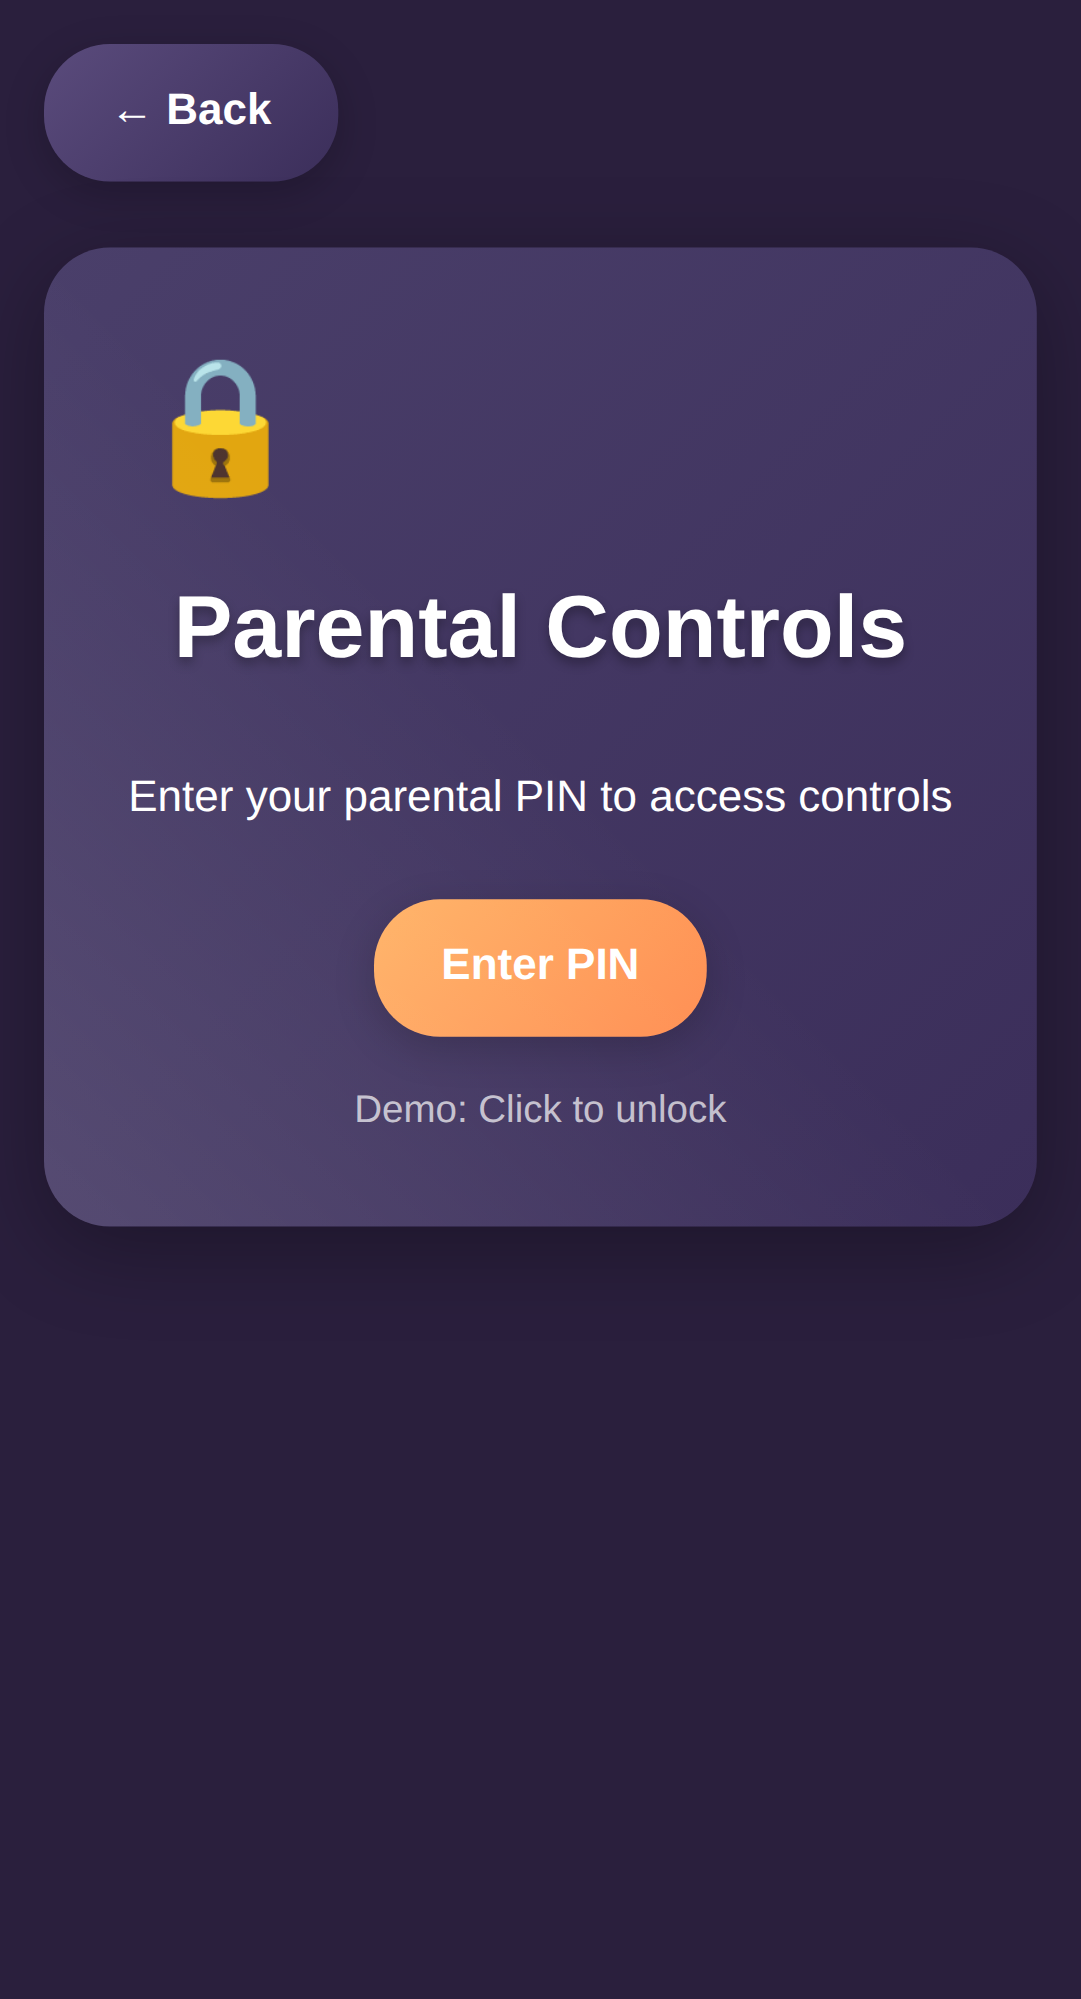 ← Back
Parental Controls
Enter your parental PIN to access controls
Enter PIN
Demo: Click to unlock